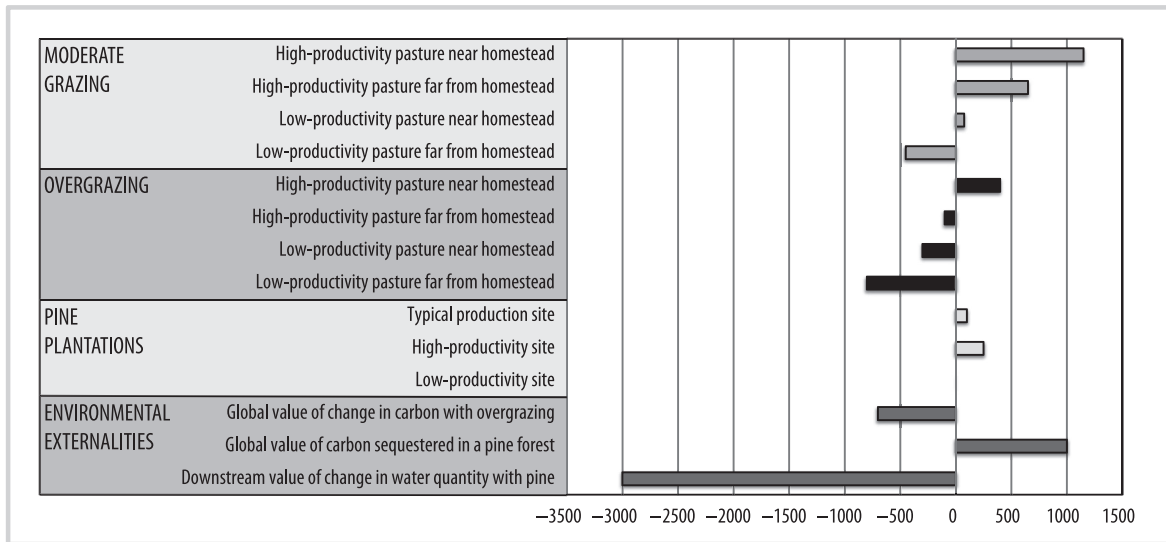 MODERATE
GRAZING
High-productivity pasture near homestead
High-productivity pasture far from homestead
Low-productivity pasture near homestead
Low-productivity pasture far from homestead
OVERGRAZING
High-productivity pasture near homestead
High-productivity pasture far from homestead
Low-productivity pasture near homestead
Low-productivity pasture far from homestead
PINE
PLANTATIONS
Typical production site
High-productivity site
Low-productivity site
ENVIRONMENTAL
EXTERNALITIES
Global value of change in carbon with overgrazing
Global value of carbon sequestered in a pine forest
Downstream value of change in water quantity with pine
−3500 −3000 −2500 −2000 −1500 −1000 −500 0 500 1000 1500